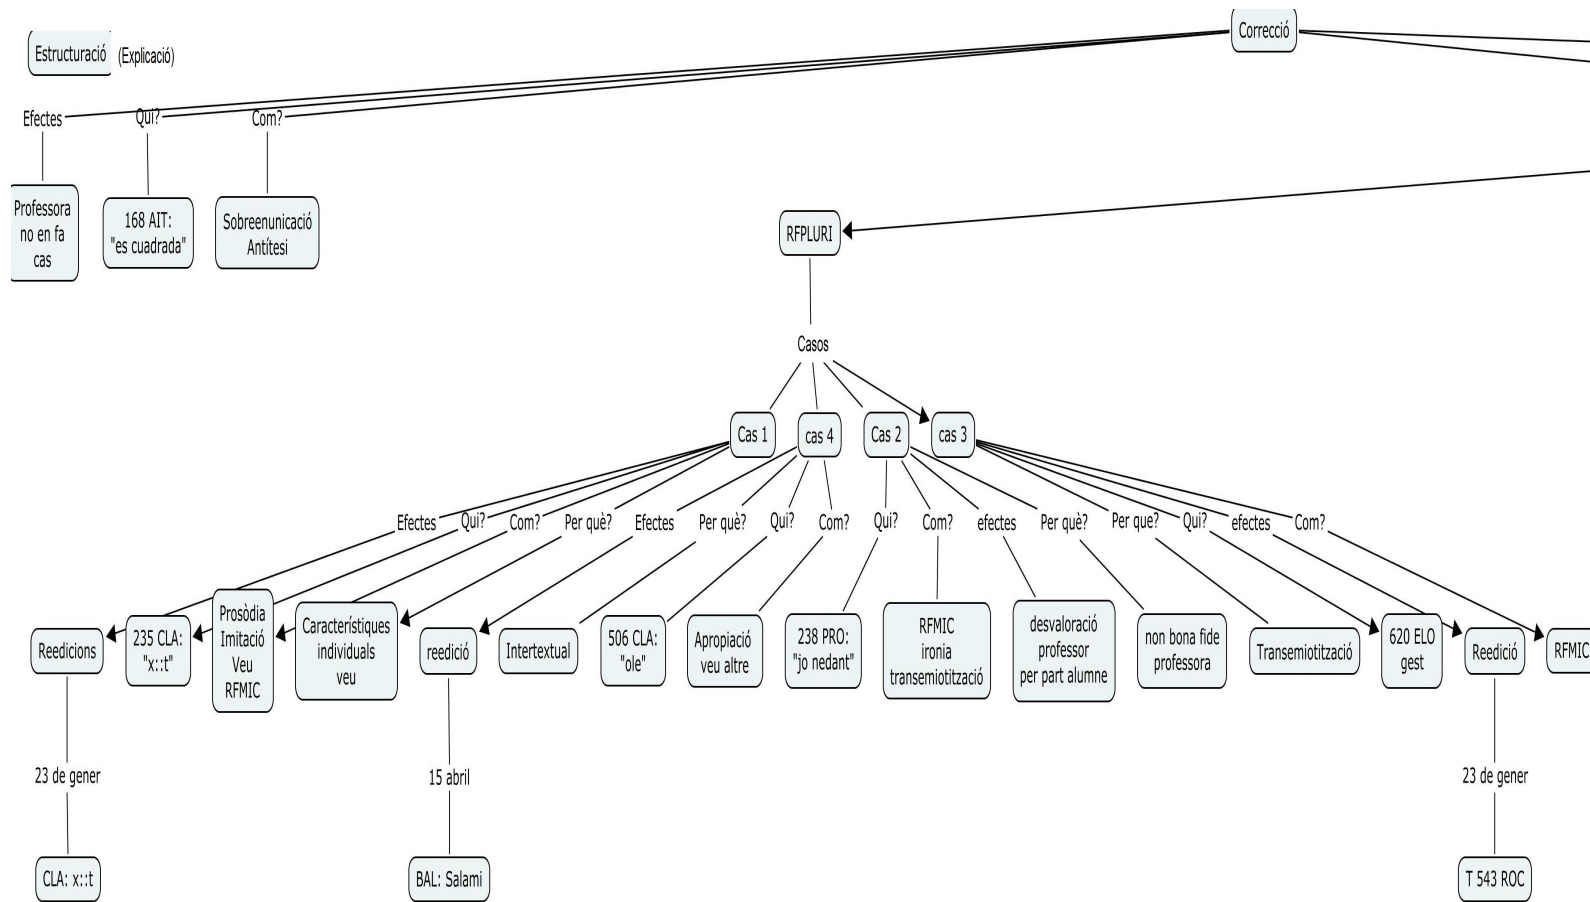 Correcció
Estructuració
(Explicació)
Efectes
Qui?
Com?
Professora
no en fa
cas
168 AIT:
"es cuadrada"
Sobreenunicació
Antítesi
RFPLURI
Casos
Cas 1
cas 4
Cas 2
cas 3
Efectes
Qui?
Com?
Per què?
Efectes
Per què?
Qui?
Com?
Qui?
Com?
efectes
Per què?
Per que?
Qui?
efectes
Com?
Reedicions
235 CLA:
"x::t"
Prosòdia
Imitació
Veu
RFMIC
Característiques
individuals
veu
reedició
Intertextual
506 CLA:
"ole"
Apropiació
veu altre
238 PRO:
"jo nedant"
RFMIC
ironia
transemiotització
desvaloració
professor
per part alumne
non bona fide
professora
Transemiotització
620 ELO
gest
Reedició
RFMIC
23 de gener
15 abril
23 de gener
CLA: x::t
BAL: Salami
T 543 ROC